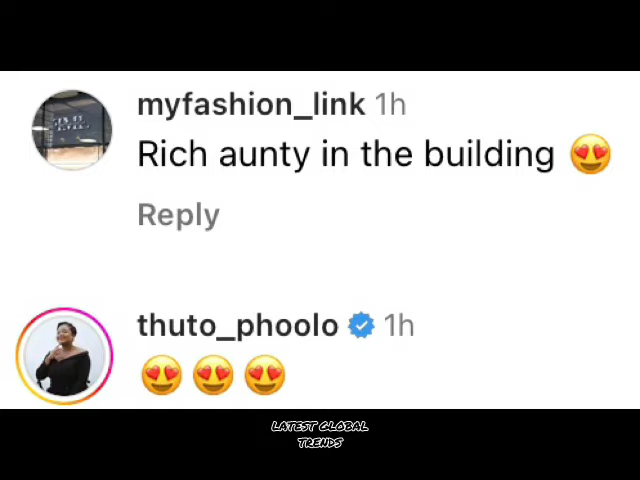 myfashion_link 1h
Rich aunty in the building 😍
Reply
thuto_phoolo 1h
😍😍😍
LATEST GLOBAL
TRENDS